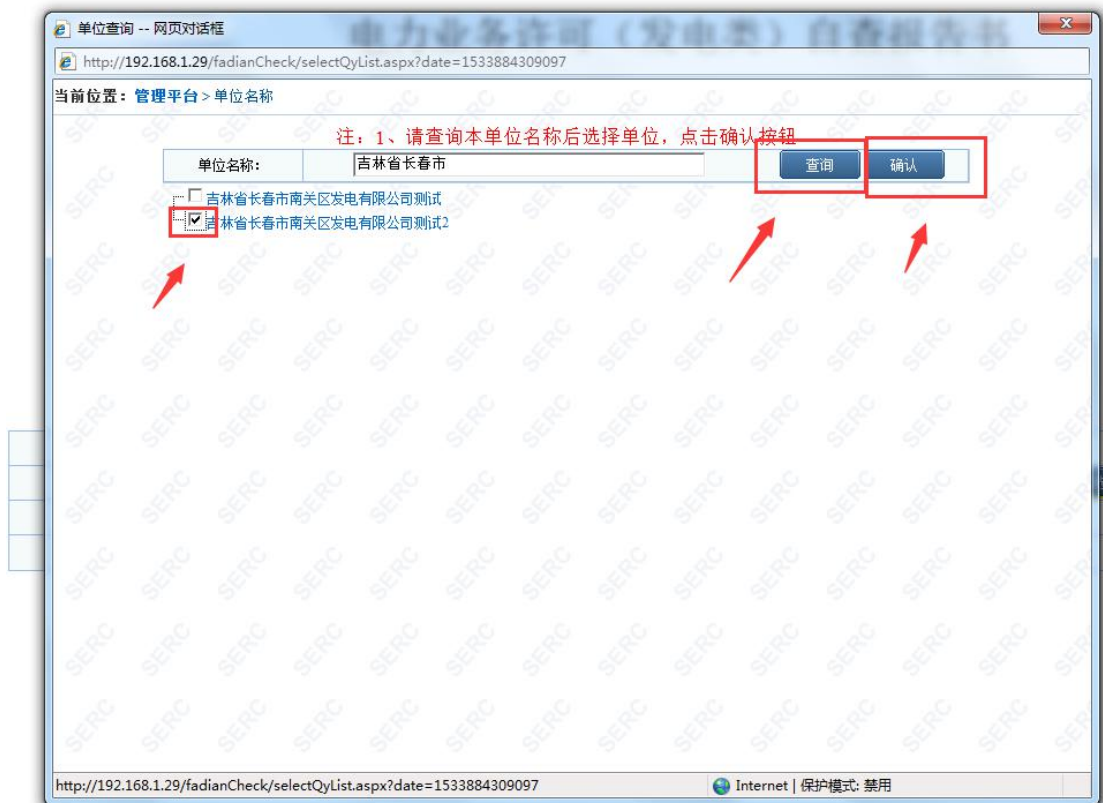 单位查询 -- 网页对话框
电力业务许可（发电类）自查报告书
http://192.168.1.29/fadianCheck/selectQyList.aspx?date=1533884309097
当前位置：管理平台>单位名称
注：1、请查询本单位名称后选择单位，点击确认按钮
单位名称： 吉林省长春市 查询 确认
吉林省长春市南关区发电有限公司测试
吉林省长春市南关区发电有限公司测试2
http://192.168.1.29/fadianCheck/selectQyList.aspx?date=1533884309097 Internet | 保护模式: 禁用
SERC